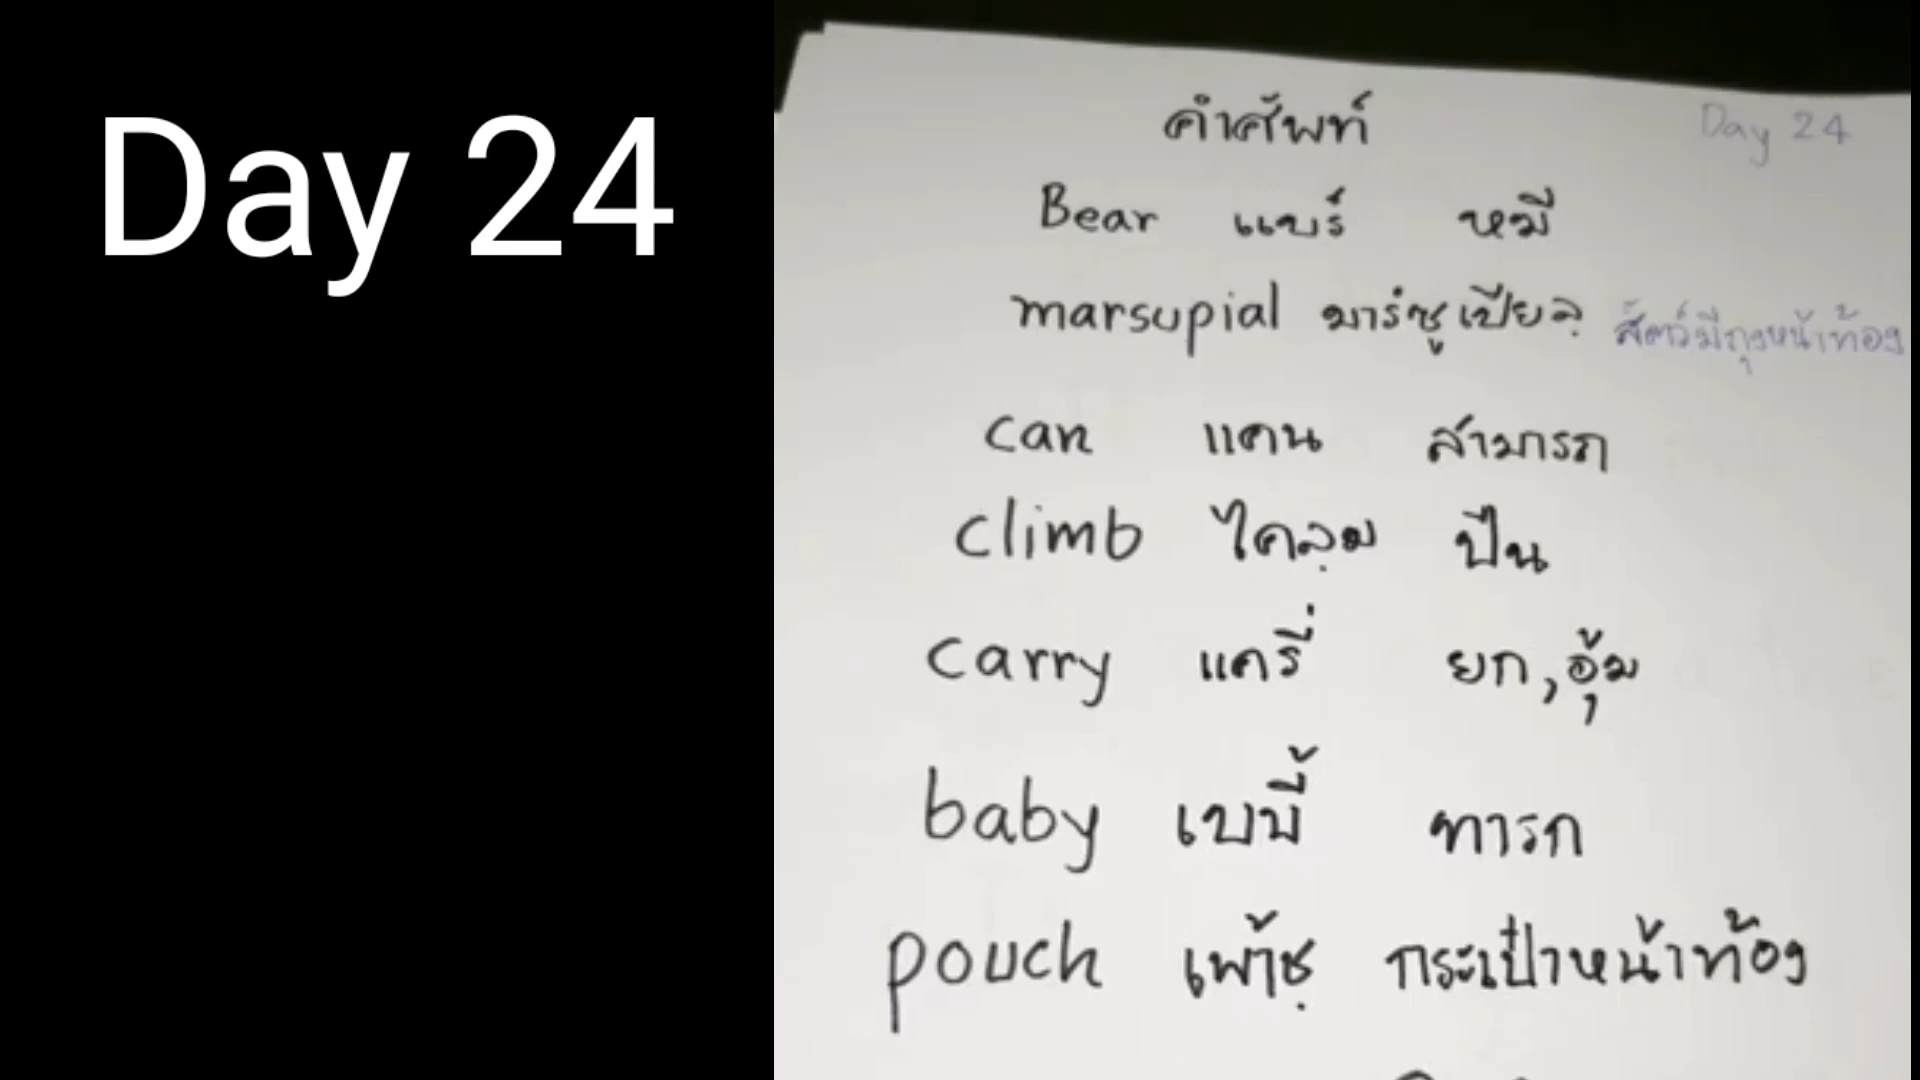 Day 24
คำศัพท์ Day 24
Bear แบร์ หมี
marsupial มาร์ซูเปียลฺ สัตว์มีถุงหน้าท้อง
can แคน สามารถ
climb ไคลฺม ปีน
carry แครี่ ยก,อุ้ม
baby เบบี้ ทารก
pouch เพ้าชฺ กระเป๋าหน้าท้อง